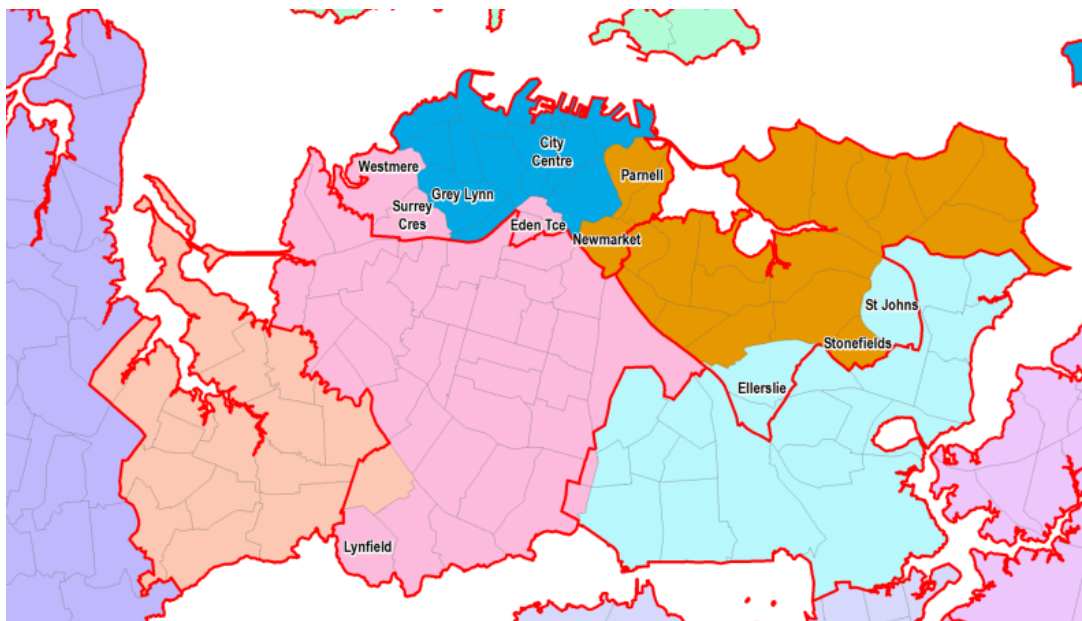 City
Centre
Westmere
Parnell
Grey Lynn
Surrey
Cres
Eden Tce
Newmarket
St Johns
Stonefields
Ellerslie
Lynfield